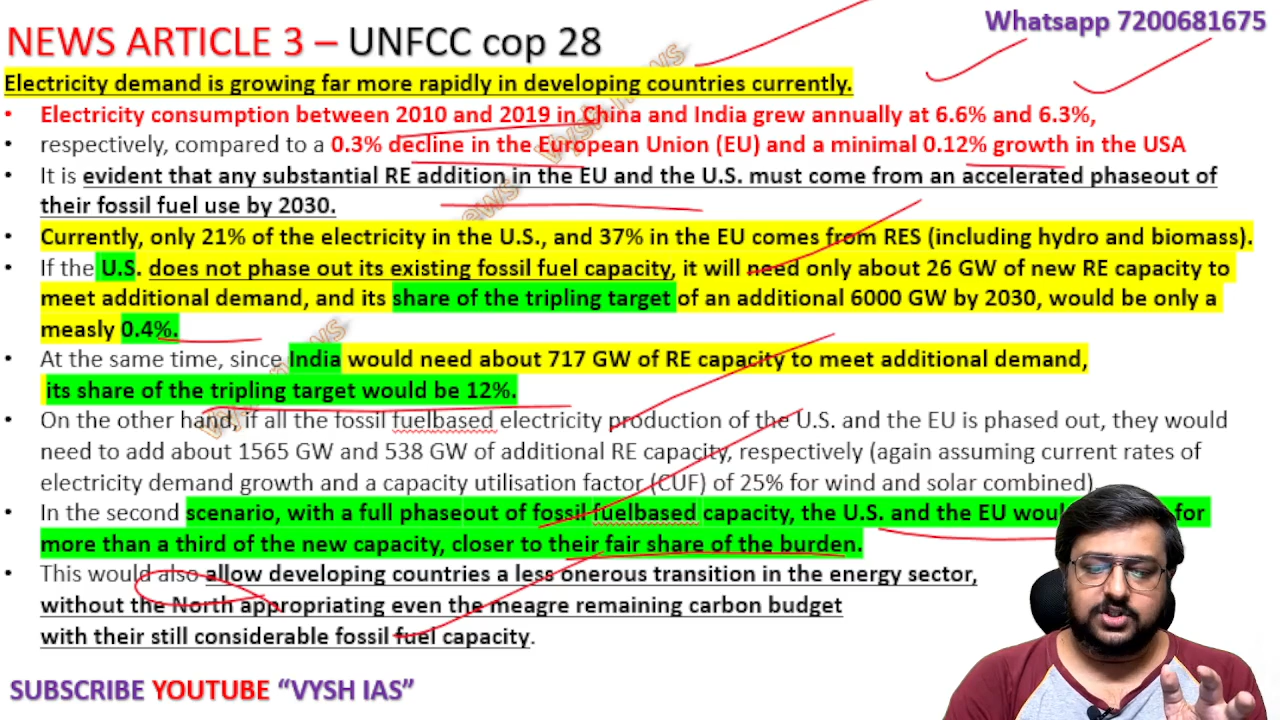 Whatsapp 7200681675
NEWS ARTICLE 3 – UNFCC cop 28
Electricity demand is growing far more rapidly in developing countries currently.
• Electricity consumption between 2010 and 2019 in China and India grew annually at 6.6% and 6.3%,
• respectively, compared to a 0.3% decline in the European Union (EU) and a minimal 0.12% growth in the USA
• It is evident that any substantial RE addition in the EU and the U.S. must come from an accelerated phaseout of
their fossil fuel use by 2030.
• Currently, only 21% of the electricity in the U.S., and 37% in the EU comes from RES (including hydro and biomass).
• If the U.S. does not phase out its existing fossil fuel capacity, it will need only about 26 GW of new RE capacity to
meet additional demand, and its share of the tripling target of an additional 6000 GW by 2030, would be only a
measly 0.4%.
• At the same time, since India would need about 717 GW of RE capacity to meet additional demand,
its share of the tripling target would be 12%.
• On the other hand, if all the fossil fuelbased electricity production of the U.S. and the EU is phased out, they would
need to add about 1565 GW and 538 GW of additional RE capacity, respectively (again assuming current rates of
electricity demand growth and a capacity utilisation factor (CUF) of 25% for wind and solar combined).
• In the second scenario, with a full phaseout of fossil fuelbased capacity, the U.S. and the EU for
more than a third of the new capacity, closer to their fair share of the burden.
• This would also allow developing countries a less onerous transition in the energy sector,
without the North appropriating even the meagre remaining carbon budget
with their still considerable fossil fuel capacity.
SUBSCRIBE YOUTUBE “VYSH IAS”